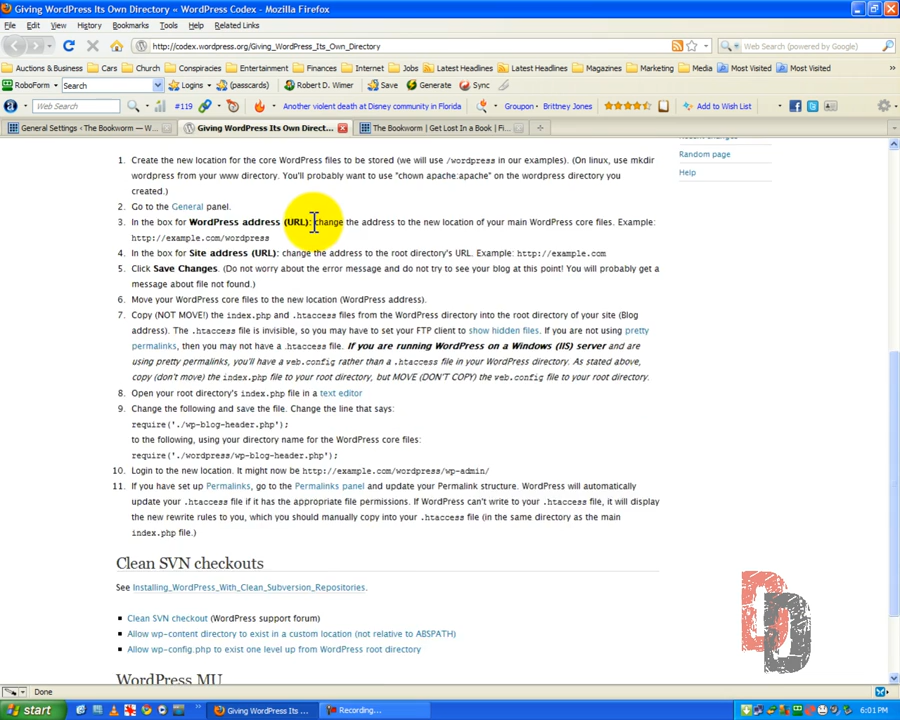 Giving WordPress Its Own Directory « WordPress Codex - Mozilla Firefox
File Edit View History Bookmarks Tools Help Related Links
http://codex.wordpress.org/Giving_WordPress_Its_Own_Directory
Web Search (powered by Google)
Auction & Business Cars Church Conspiracies Entertainment Finances Internet Jobs Latest Headlines Latest Headlines Magazines Marketing Media Most Visited Most Visited
RoboForm Search Logins (passcards) Robert D. Wimer Save Generate Sync
Web Search #119 Another violent death at Disney community in Florida Groupon Britney Jones Add to Wish List
General Settings ‹ The Bookworm — W... Giving WordPress Its Own Direct... The Bookworm | Get Lost In a Book | Fi...
Random page
Help
1. Create the new location for the core WordPress files to be stored (we will use /wordpress in our examples). (On linux, use mkdir
wordpress from your www directory. You'll probably want to use "chown apache:apache" on the wordpress directory you
created.)
2. Go to the General panel.
3. In the box for WordPress address (URL): change the address to the new location of your main WordPress core files. Example:
http://example.com/wordpress
4. In the box for Site address (URL): change the address to the root directory's URL. Example: http://example.com
5. Click Save Changes. (Do not worry about the error message and do not try to see your blog at this point! You will probably get a
message about file not found.)
6. Move your WordPress core files to the new location (WordPress address).
7. Copy (NOT MOVE!) the index.php and .htaccess files from the WordPress directory into the root directory of your site (Blog
address). The .htaccess file is invisible, so you may have to set your FTP client to show hidden files. If you are not using pretty
permalinks, then you may not have a .htaccess file. If you are running WordPress on a Windows (IIS) server and are
using pretty permalinks, you'll have a web.config rather than a .htaccess file in your WordPress directory. As stated above,
copy (don't move) the index.php file to your root directory, but MOVE (DON'T COPY) the web.config file to your root directory.
8. Open your root directory's index.php file in a text editor
9. Change the following and save the file. Change the line that says:
require('./wp-blog-header.php');
to the following, using your directory name for the WordPress core files:
require('./wordpress/wp-blog-header.php');
10. Login to the new location. It might now be http://example.com/wordpress/wp-admin/
11. If you have set up Permalinks, go to the Permalinks panel and update your Permalink structure. WordPress will automatically
update your .htaccess file if it has the appropriate file permissions. If WordPress can't write to your .htaccess file, it will display
the new rewrite rules to you, which you should manually copy into your .htaccess file (in the same directory as the main
index.php file.)
Clean SVN checkouts
See Installing_WordPress_With_Clean_Subversion_Repositories.
Clean SVN checkout (WordPress support forum)
Allow wp-content directory to exist in a custom location (not relative to ABSPATH)
Allow wp-config.php to exist one level up from WordPress root directory
WordPress MU
DD
Done
start Giving WordPress Its ... Recording... 6:01 PM